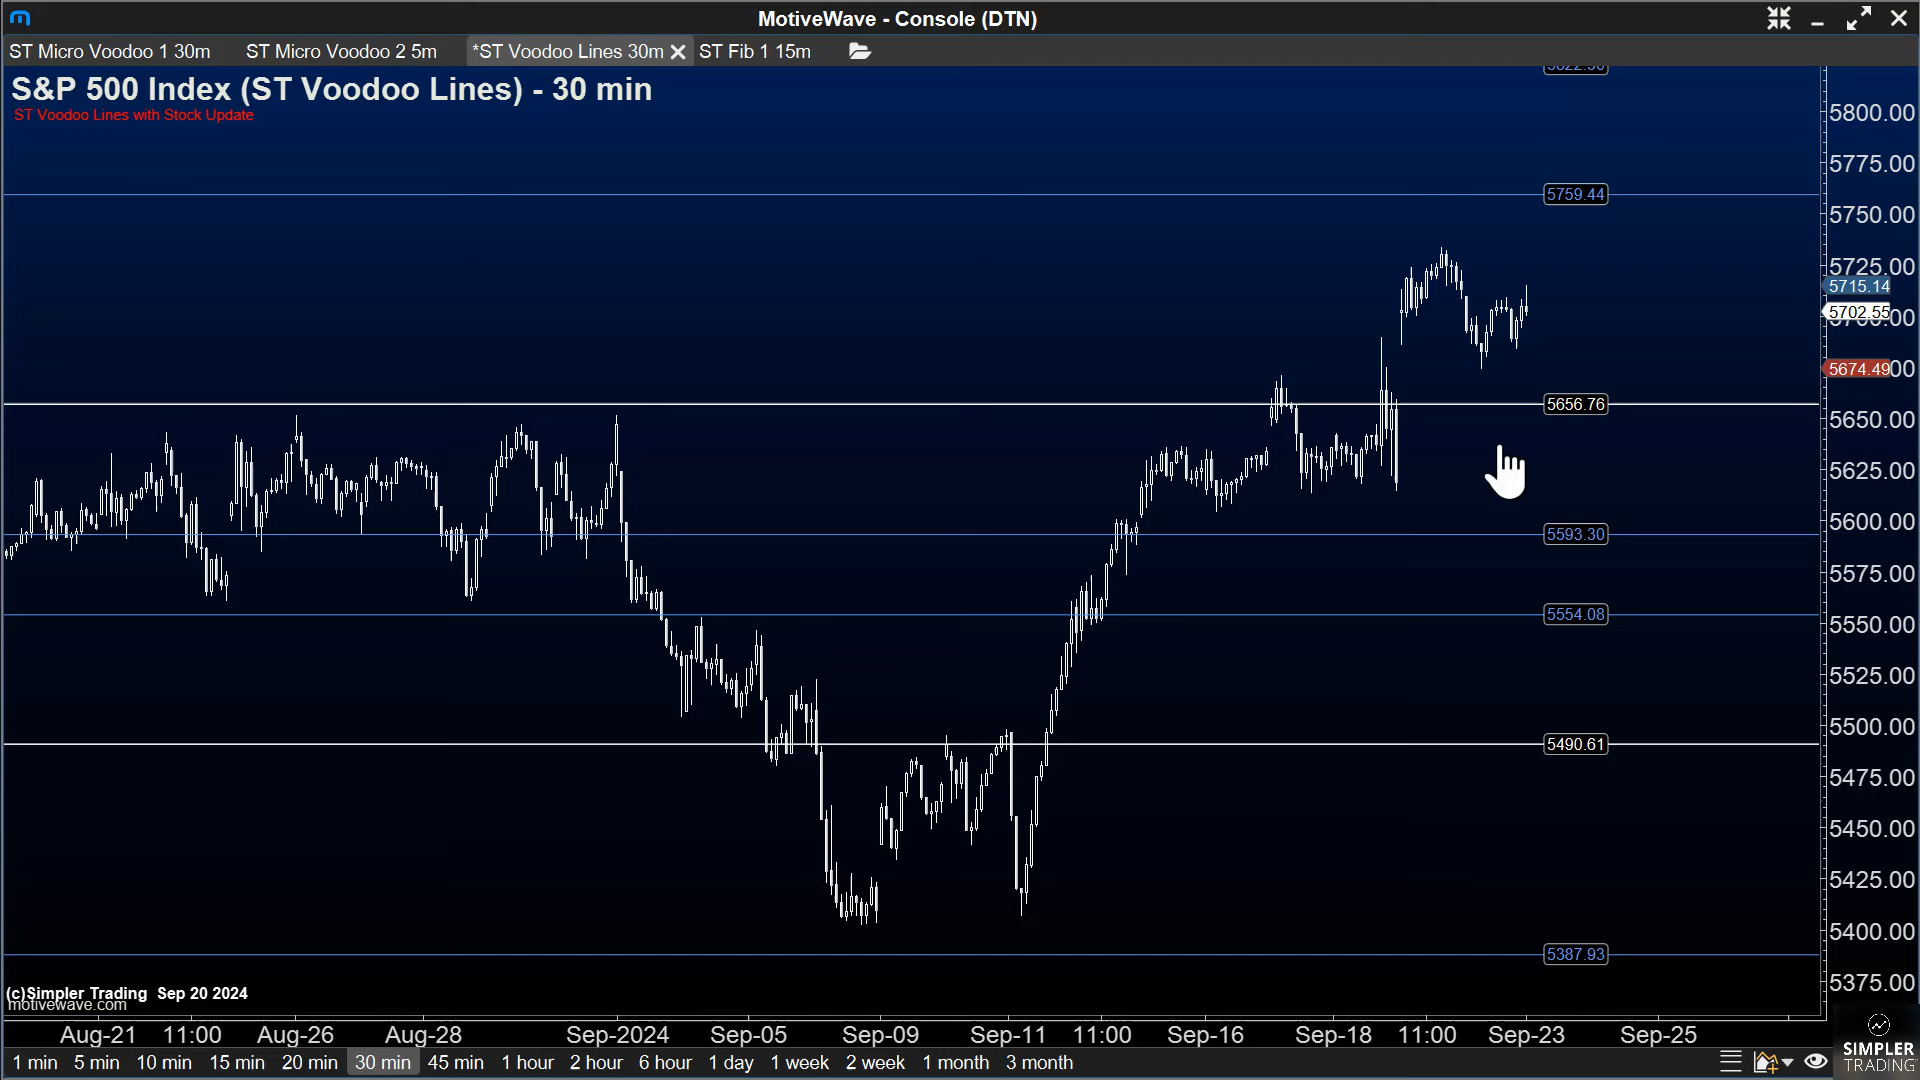 MotiveWave - Console (DTN)
ST Micro Voodoo 1 30m ST Micro Voodoo 2 5m *ST Voodoo Lines 30m ST Fib 1 15m
S&P 500 Index (ST Voodoo Lines) - 30 min
ST Voodoo Lines with Stock Update
5822.90
5759.44
5656.76
5593.30
5554.08
5490.61
5387.93
5800.00
5775.00
5750.00
5725.00
5715.14
5702.55
5674.49
5650.00
5625.00
5600.00
5575.00
5550.00
5525.00
5500.00
5475.00
5450.00
5425.00
5400.00
5375.00
(c)Simpler Trading Sep 20 2024
motivewave.com
Aug-21 11:00 Aug-26 Aug-28 Sep-2024 Sep-05 Sep-09 Sep-11 11:00 Sep-16 Sep-18 11:00 Sep-23 Sep-25
1 min 5 min 10 min 15 min 20 min 30 min 45 min 1 hour 2 hour 6 hour 1 day 1 week 2 week 1 month 3 month
SIMPLER
TRADING